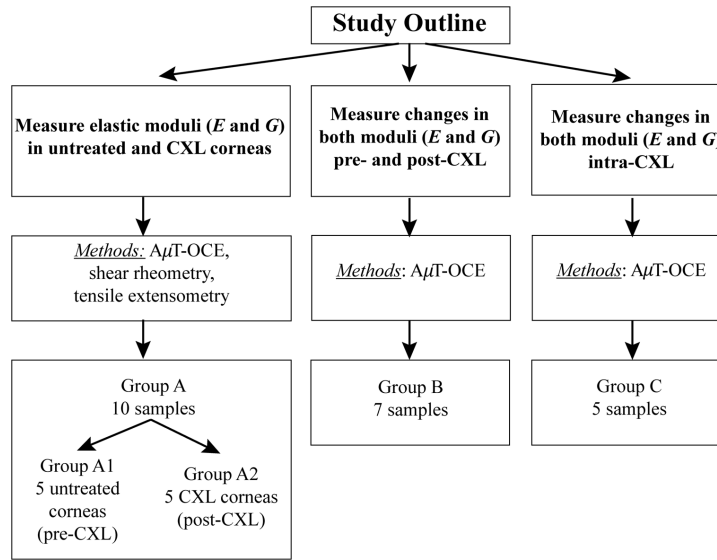 Study Outline
Measure elastic moduli (E and G)
in untreated and CXL corneas
Measure changes in
both moduli (E and G)
pre- and post-CXL
Measure changes in
both moduli (E and G)
intra-CXL
Methods: AμT-OCE,
shear rheometry,
tensile extensometry
Methods: AμT-OCE
Methods: AμT-OCE
Group A
10 samples
Group A1
5 untreated
corneas
(pre-CXL)
Group A2
5 CXL corneas
(post-CXL)
Group B
7 samples
Group C
5 samples